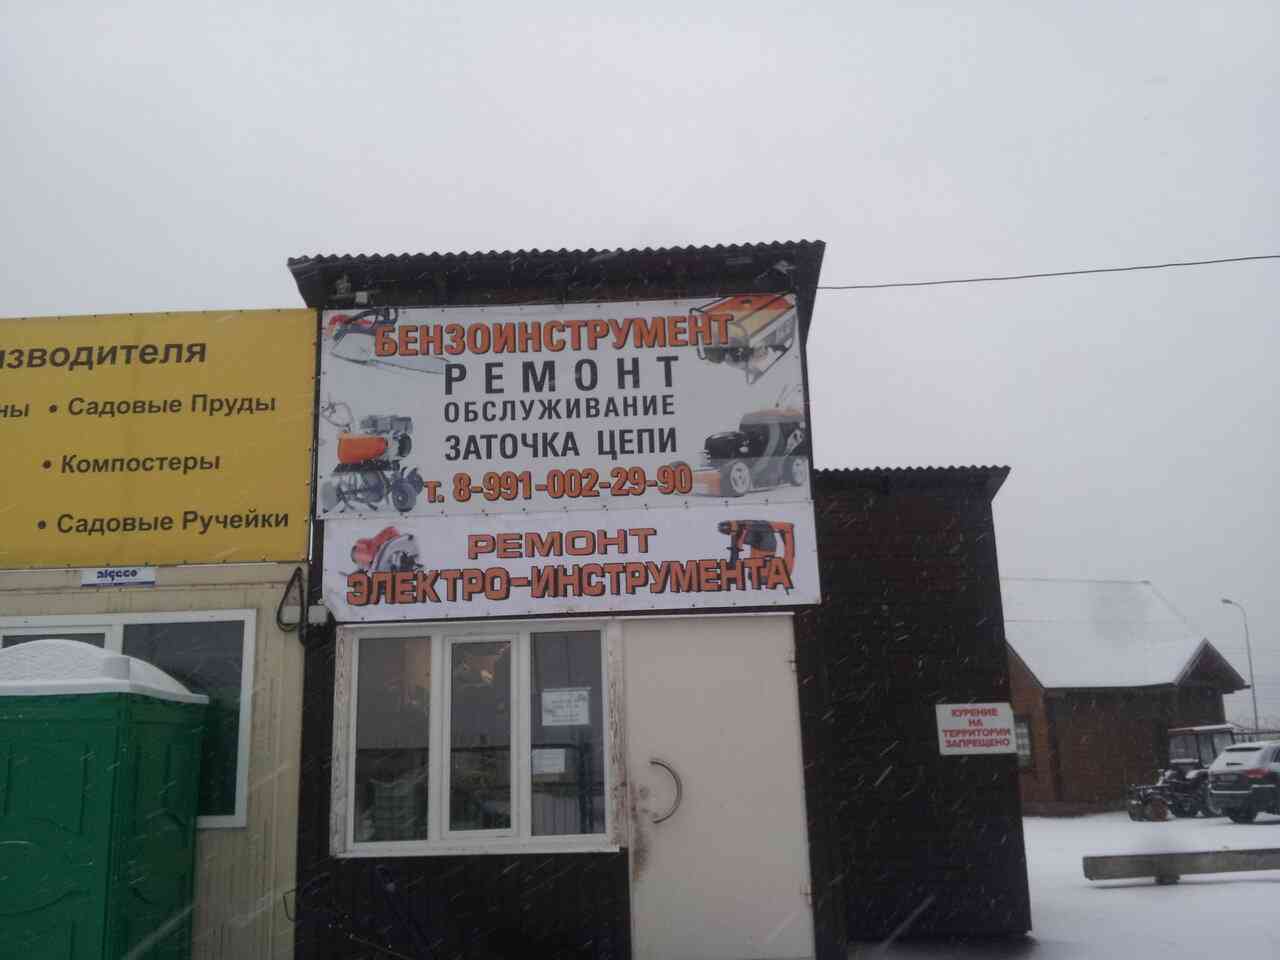 изводителя
ны • Садовые Пруды
• Компостеры
• Садовые Ручейки
БЕНЗОИНСТРУМЕНТ
РЕМОНТ
ОБСЛУЖИВАНИЕ
ЗАТОЧКА ЦЕПИ
т. 8-991-002-29-90
РЕМОНТ
ЭЛЕКТРО-ИНСТРУМЕНТА
КУРЕНИЕ
НА
ТЕРРИТОРИИ
ЗАПРЕЩЕНО